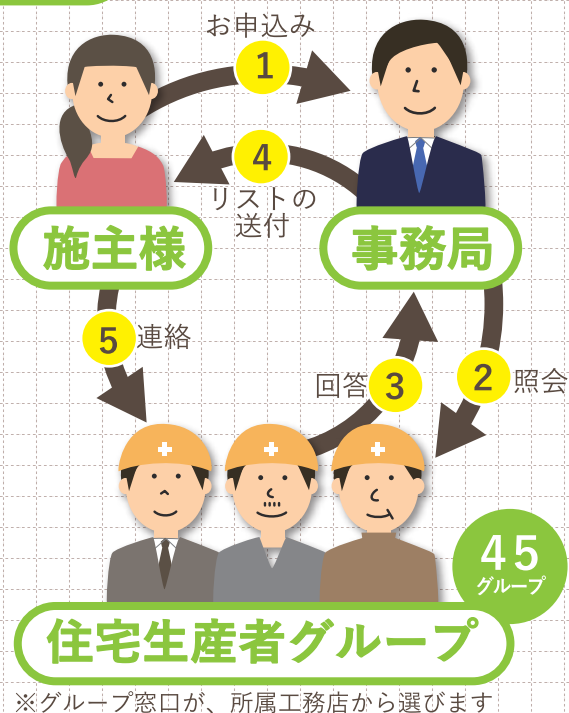 お申込み
1
4
リストの
送付
施主様
事務局
5
連絡
回答
3
2
照会
45
グループ
住宅生産者グループ
※グループ窓口が、所属工務店から選びます